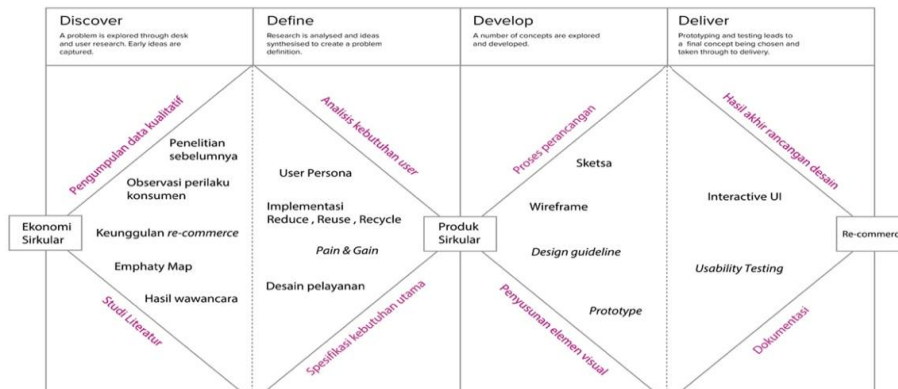 Discover
A problem is explored through desk
and user research. Early ideas are
captured.
Define
Research is analysed and ideas
synthesised to create a problem
definition.
Develop
A number of concepts are explored
and developed.
Deliver
Prototyping and testing leads to
a final concept being chosen and
taken through to delivery.
Ekonomi
Sirkular
Pengumpulan data kualitatif
Penelitian
sebelumnya
Observasi perilaku
konsumen
Keunggulan re-commerce
Emphaty Map
Hasil wawancara
Studi Literatur
Analisis kebutuhan user
User Persona
Implementasi
Reduce , Reuse , Recycle
Pain & Gain
Desain pelayanan
Spesifikasi kebutuhan utama
Produk
Sirkular
Proses perancangan
Sketsa
Wireframe
Design guideline
Prototype
Penyusunan elemen visual
Hasil akhir rancangan desain
Interactive UI
Usability Testing
Dokumentasi
Re-commerc